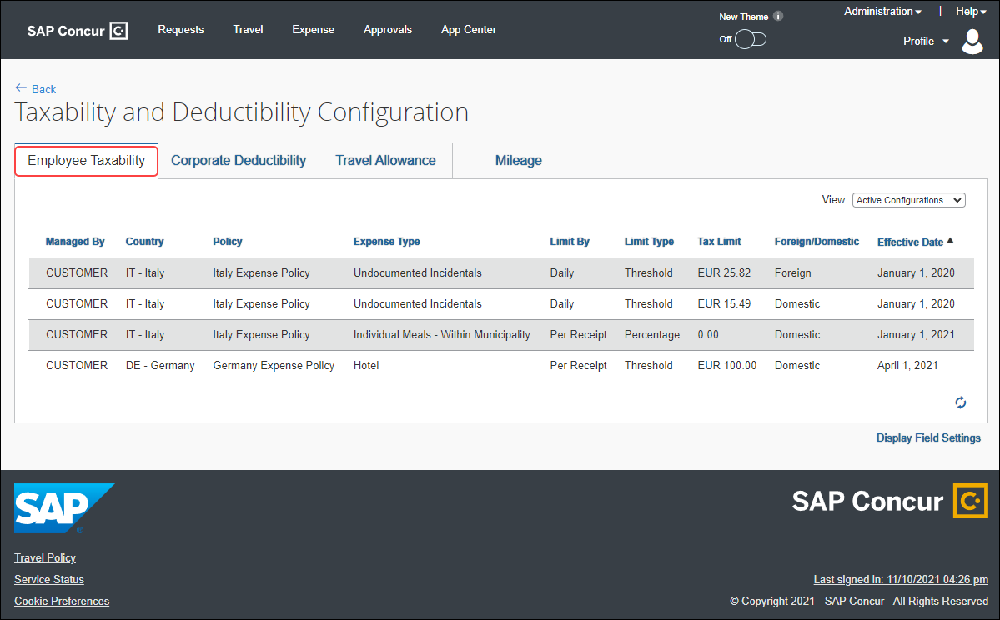 SAP Concur C Requests Travel Expense Approvals App Center New Theme i Administration Help
Off Profile
Back
Taxability and Deductibility Configuration
Employee Taxability Corporate Deductibility Travel Allowance Mileage
View: Active Configurations
Managed By Country Policy Expense Type Limit By Limit Type Tax Limit Foreign/Domestic Effective Date
CUSTOMER IT - Italy Italy Expense Policy Undocumented Incidentals Daily Threshold EUR 25.82 Foreign January 1, 2020
CUSTOMER IT - Italy Italy Expense Policy Undocumented Incidentals Daily Threshold EUR 15.49 Domestic January 1, 2020
CUSTOMER IT - Italy Italy Expense Policy Individual Meals - Within Municipality Per Receipt Percentage 0.00 Domestic January 1, 2021
CUSTOMER DE - Germany Germany Expense Policy Hotel Per Receipt Threshold EUR 100.00 Domestic April 1, 2021
Display Field Settings
SAP ® SAP Concur C
Travel Policy
Service Status Last signed in: 11/10/2021 04:26 pm
Cookie Preferences © Copyright 2021 - SAP Concur - All Rights Reserved